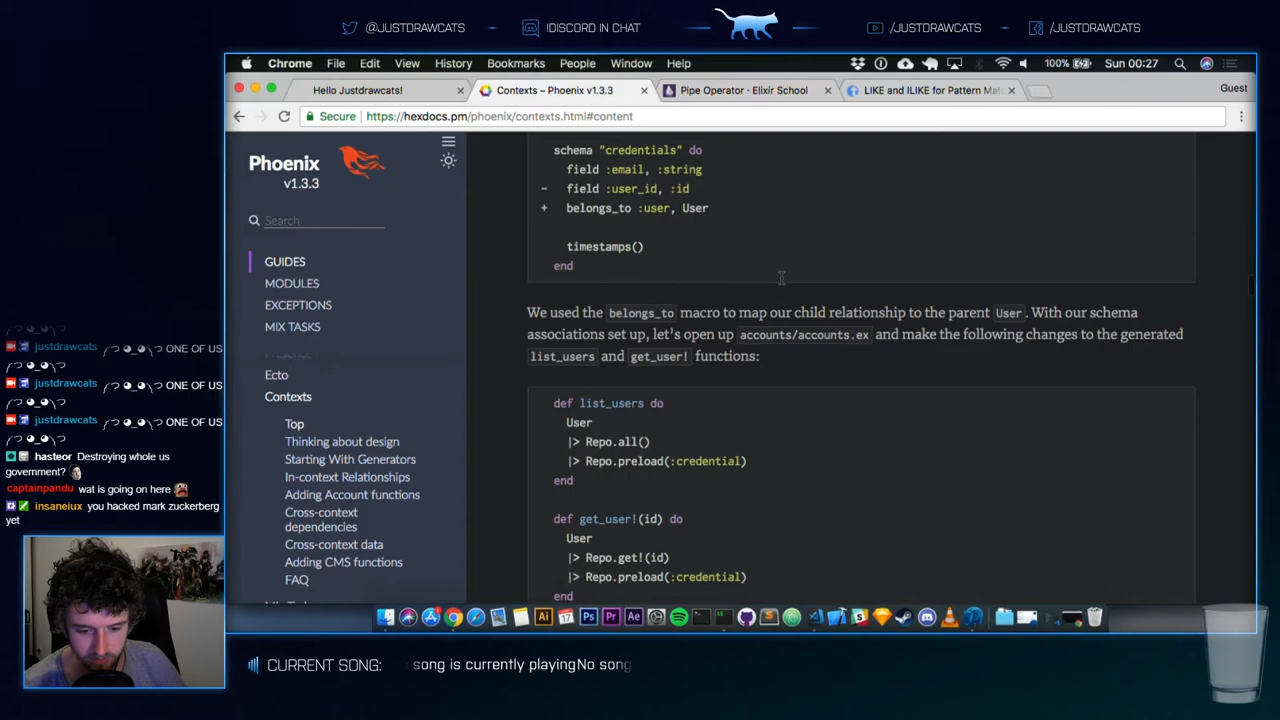 @JUSTDRAWCATS
!DISCORD IN CHAT
/JUSTDRAWCATS
/JUSTDRAWCATS
Chrome File Edit View History Bookmarks People Window Help
100% Sun 00:27
Hello Justdrawcats!
Contexts – Phoenix v1.3.3
Pipe Operator · Elixir School
LIKE and ILIKE for Pattern Mat
Guest
Secure https://hexdocs.pm/phoenix/contexts.html#content
Phoenix
v1.3.3
Search
GUIDES
MODULES
EXCEPTIONS
MIX TASKS
Ecto
Contexts
Top
Thinking about design
Starting With Generators
In-context Relationships
Adding Account functions
Cross-context
dependencies
Cross-context data
Adding CMS functions
FAQ
schema "credentials" do
field :email, :string
- field :user_id, :id
+ belongs_to :user, User
timestamps()
end
We used the belongs_to macro to map our child relationship to the parent User. With our schema
associations set up, let's open up accounts/accounts.ex and make the following changes to the generated
list_users and get_user! functions:
def list_users do
User
|> Repo.all()
|> Repo.preload(:credential)
end
def get_user!(id) do
User
|> Repo.get!(id)
|> Repo.preload(:credential)
end
justdrawcats ONE OF US
justdrawcats ONE OF US
justdrawcats ONE OF US
hasteor Destroying whole us
government?
captainpandu wat is going on here
insaneiux you hacked mark zuckerberg
yet
CURRENT SONG: song is currently playingNo song